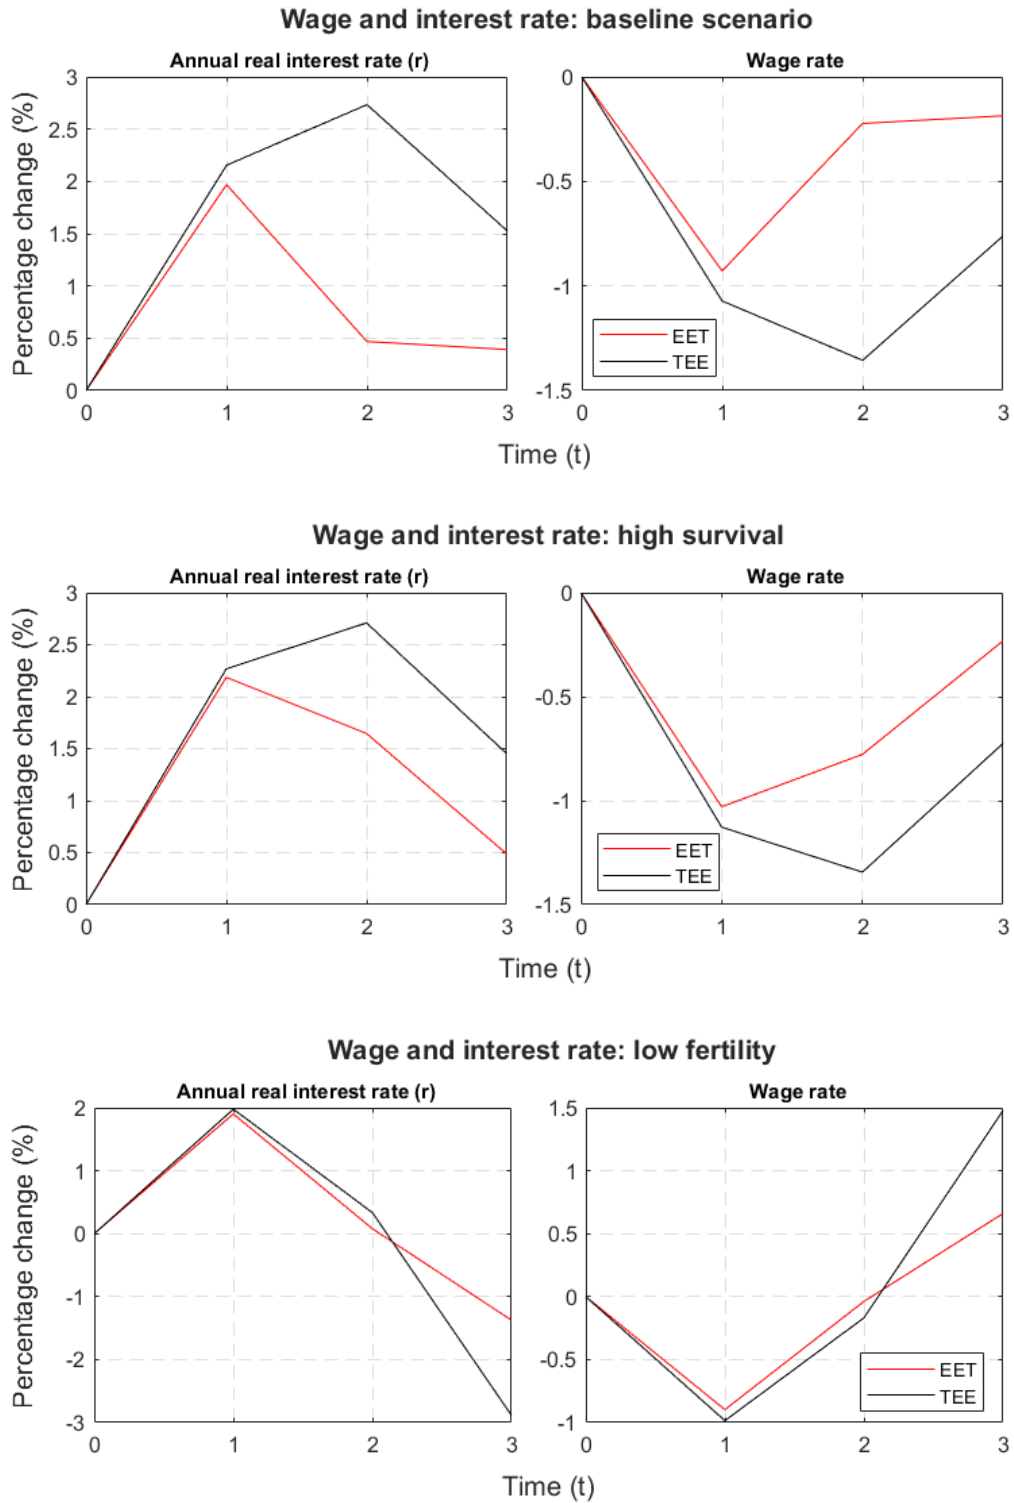 Wage and interest rate: baseline scenario
Annual real interest rate (r)
Wage rate
Percentage change (%)
3
2.5
2
1.5
1
0.5
0
0 1 2 3
0
-0.5
-1
-1.5
0 1 2 3
EET
TEE
Time (t)
Wage and interest rate: high survival
Annual real interest rate (r)
Wage rate
Percentage change (%)
3
2.5
2
1.5
1
0.5
0
0 1 2 3
0
-0.5
-1
-1.5
0 1 2 3
EET
TEE
Time (t)
Wage and interest rate: low fertility
Annual real interest rate (r)
Wage rate
Percentage change (%)
2
1
0
-1
-2
-3
0 1 2 3
1.5
1
0.5
0
-0.5
-1
0 1 2 3
EET
TEE
Time (t)